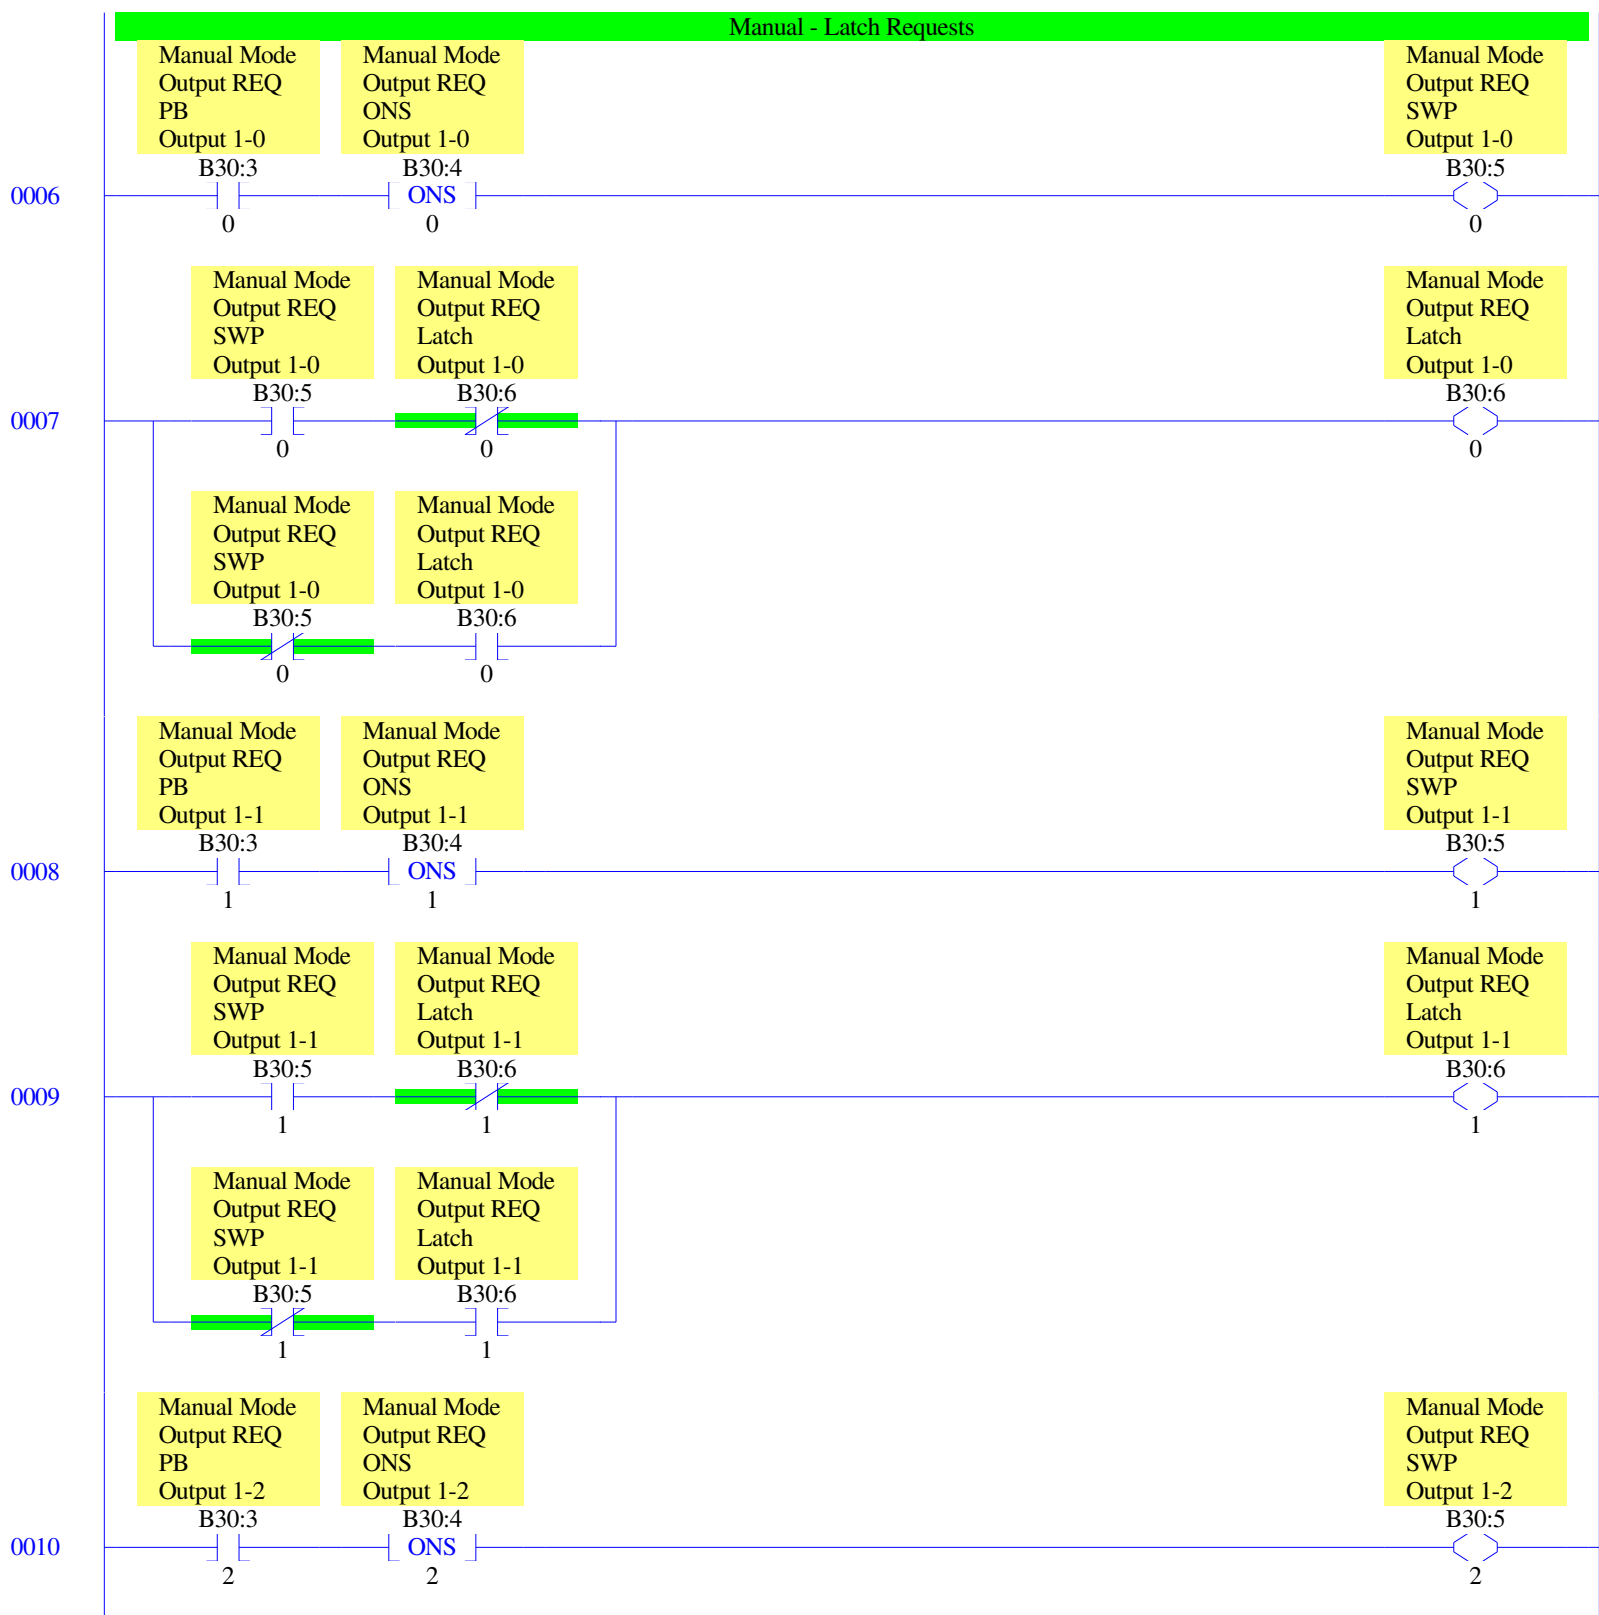 Manual - Latch Requests
Manual Mode
Output REQ
PB
Output 1-0
B30:3
0
Manual Mode
Output REQ
ONS
Output 1-0
B30:4
ONS
0
Manual Mode
Output REQ
SWP
Output 1-0
B30:5
0
0006
Manual Mode
Output REQ
SWP
Output 1-0
B30:5
0
Manual Mode
Output REQ
Latch
Output 1-0
B30:6
0
Manual Mode
Output REQ
Latch
Output 1-0
B30:6
0
0007
Manual Mode
Output REQ
SWP
Output 1-0
B30:5
0
Manual Mode
Output REQ
Latch
Output 1-0
B30:6
0
Manual Mode
Output REQ
PB
Output 1-1
B30:3
1
Manual Mode
Output REQ
ONS
Output 1-1
B30:4
ONS
1
Manual Mode
Output REQ
SWP
Output 1-1
B30:5
1
0008
Manual Mode
Output REQ
SWP
Output 1-1
B30:5
1
Manual Mode
Output REQ
Latch
Output 1-1
B30:6
1
Manual Mode
Output REQ
Latch
Output 1-1
B30:6
1
0009
Manual Mode
Output REQ
SWP
Output 1-1
B30:5
1
Manual Mode
Output REQ
Latch
Output 1-1
B30:6
1
Manual Mode
Output REQ
PB
Output 1-2
B30:3
2
Manual Mode
Output REQ
ONS
Output 1-2
B30:4
ONS
2
Manual Mode
Output REQ
SWP
Output 1-2
B30:5
2
0010